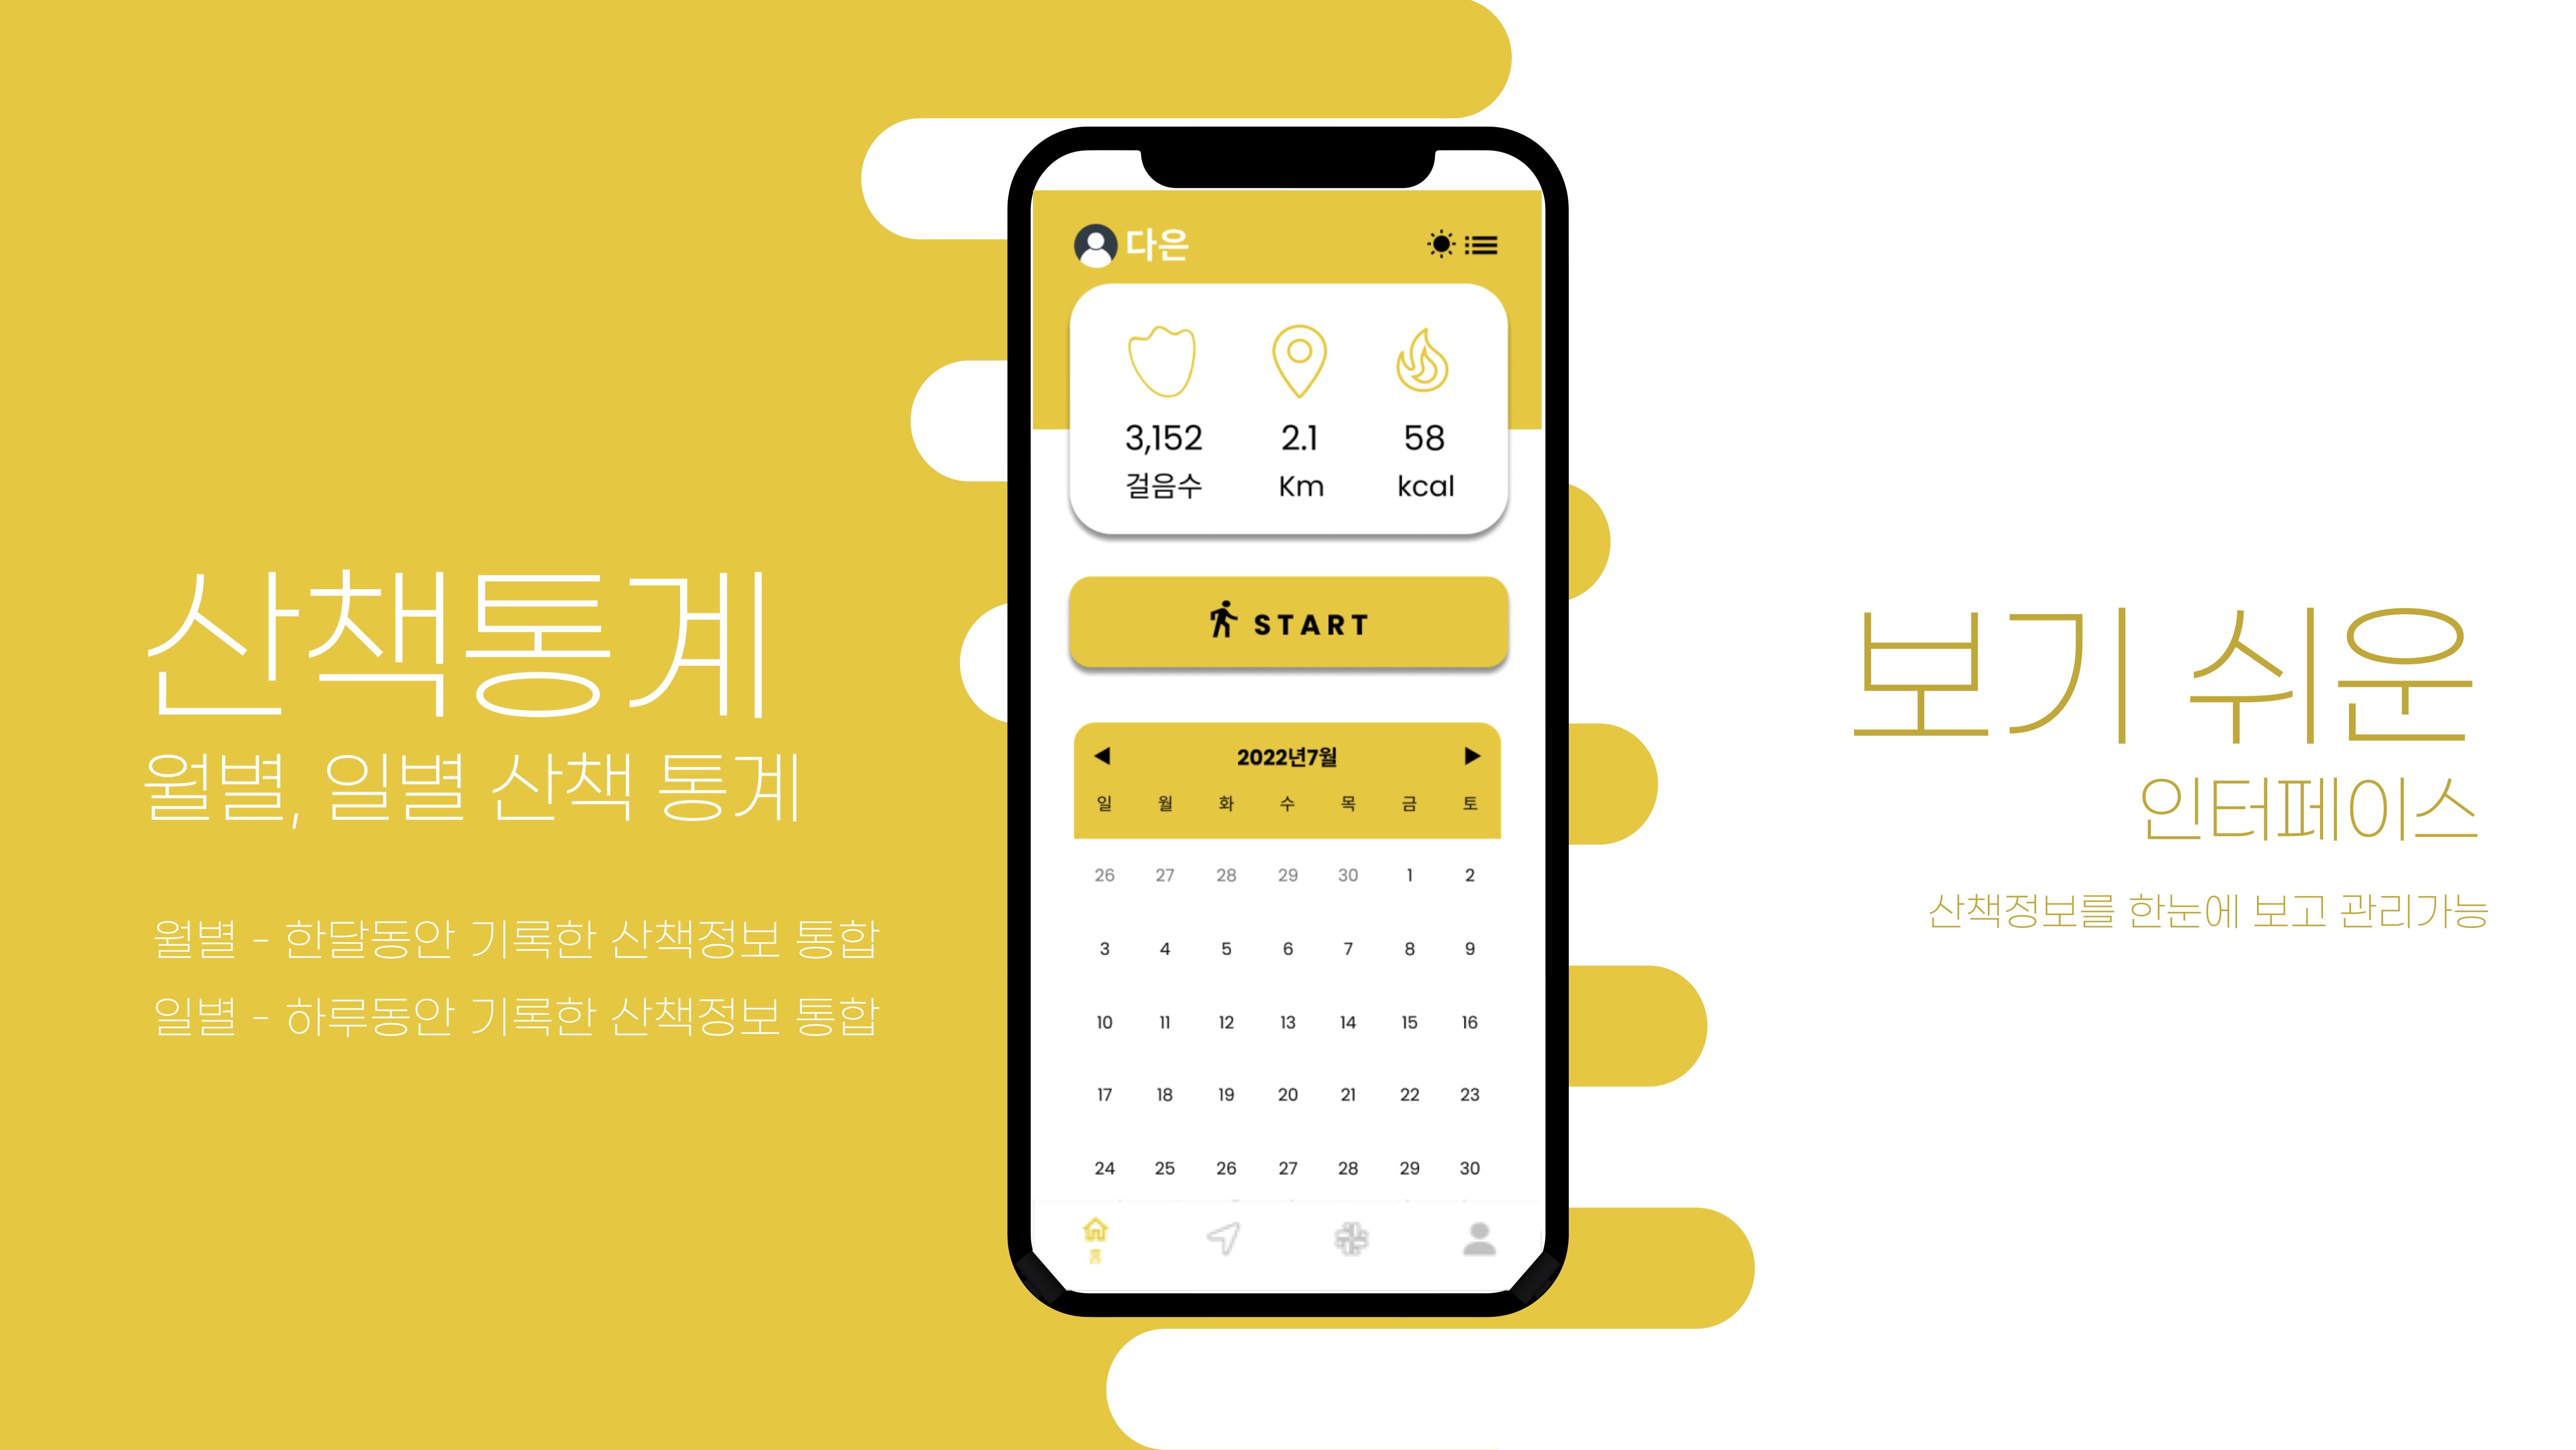 산책통계
월별, 일별 산책 통계
월별 - 한달동안 기록한 산책정보 통합
일별 - 하루동안 기록한 산책정보 통합
다은
3,152 2.1 58
걸음수 Km kcal
START
◀ 2022년7월 ▶
일 월 화 수 목 금 토
26 27 28 29 30 1 2
3 4 5 6 7 8 9
10 11 12 13 14 15 16
17 18 19 20 21 22 23
24 25 26 27 28 29 30
홈
보기 쉬운
인터페이스
산책정보를 한눈에 보고 관리가능